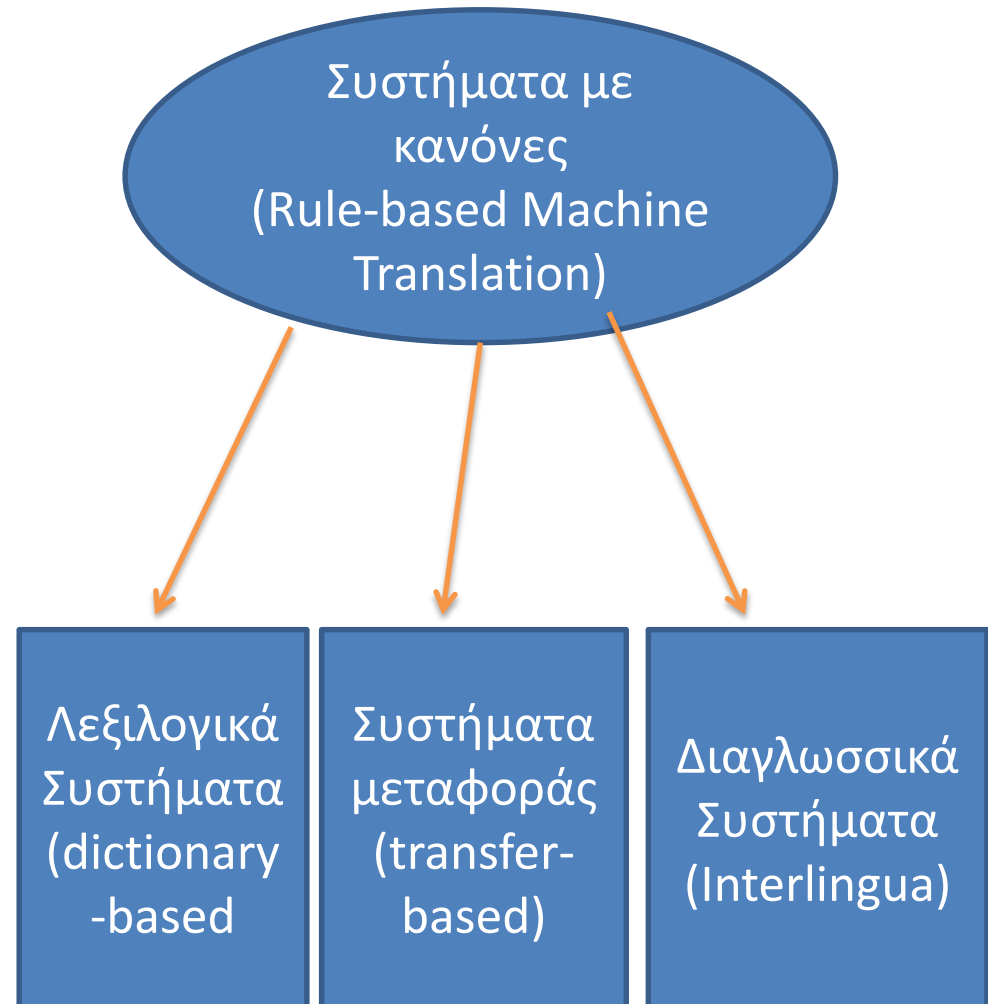 Συστήματα με
κανόνες
(Rule-based Machine
Translation)
Λεξιλογικά
Συστήματα
(dictionary
-based
Συστήματα
μεταφοράς
(transfer-
based)
Διαγλωσσικά
Συστήματα
(Interlingua)